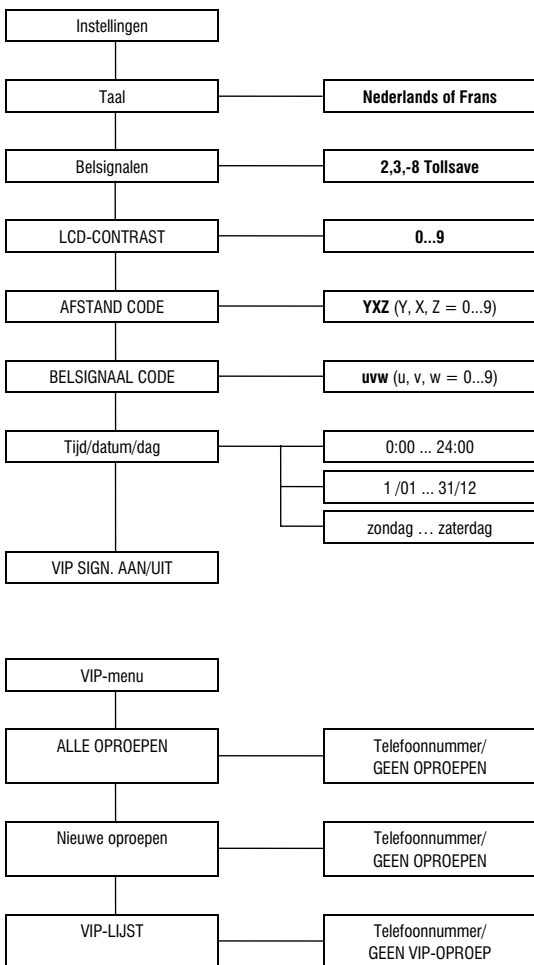 Instellingen
Taal
Nederlands of Frans
Belsignalen
2,3,-8 Tollsave
LCD-CONTRAST
0...9
AFSTAND CODE
YXZ (Y, X, Z = 0...9)
BELSIGNAAL CODE
uvw (u, v, w = 0...9)
Tijd/datum/dag
0:00 ... 24:00
1 /01 ... 31/12
zondag … zaterdag
VIP SIGN. AAN/UIT
VIP-menu
ALLE OPROEPEN
Telefoonnummer/
GEEN OPROEPEN
Nieuwe oproepen
Telefoonnummer/
GEEN OPROEPEN
VIP-LIJST
Telefoonnummer/
GEEN VIP-OPROEP